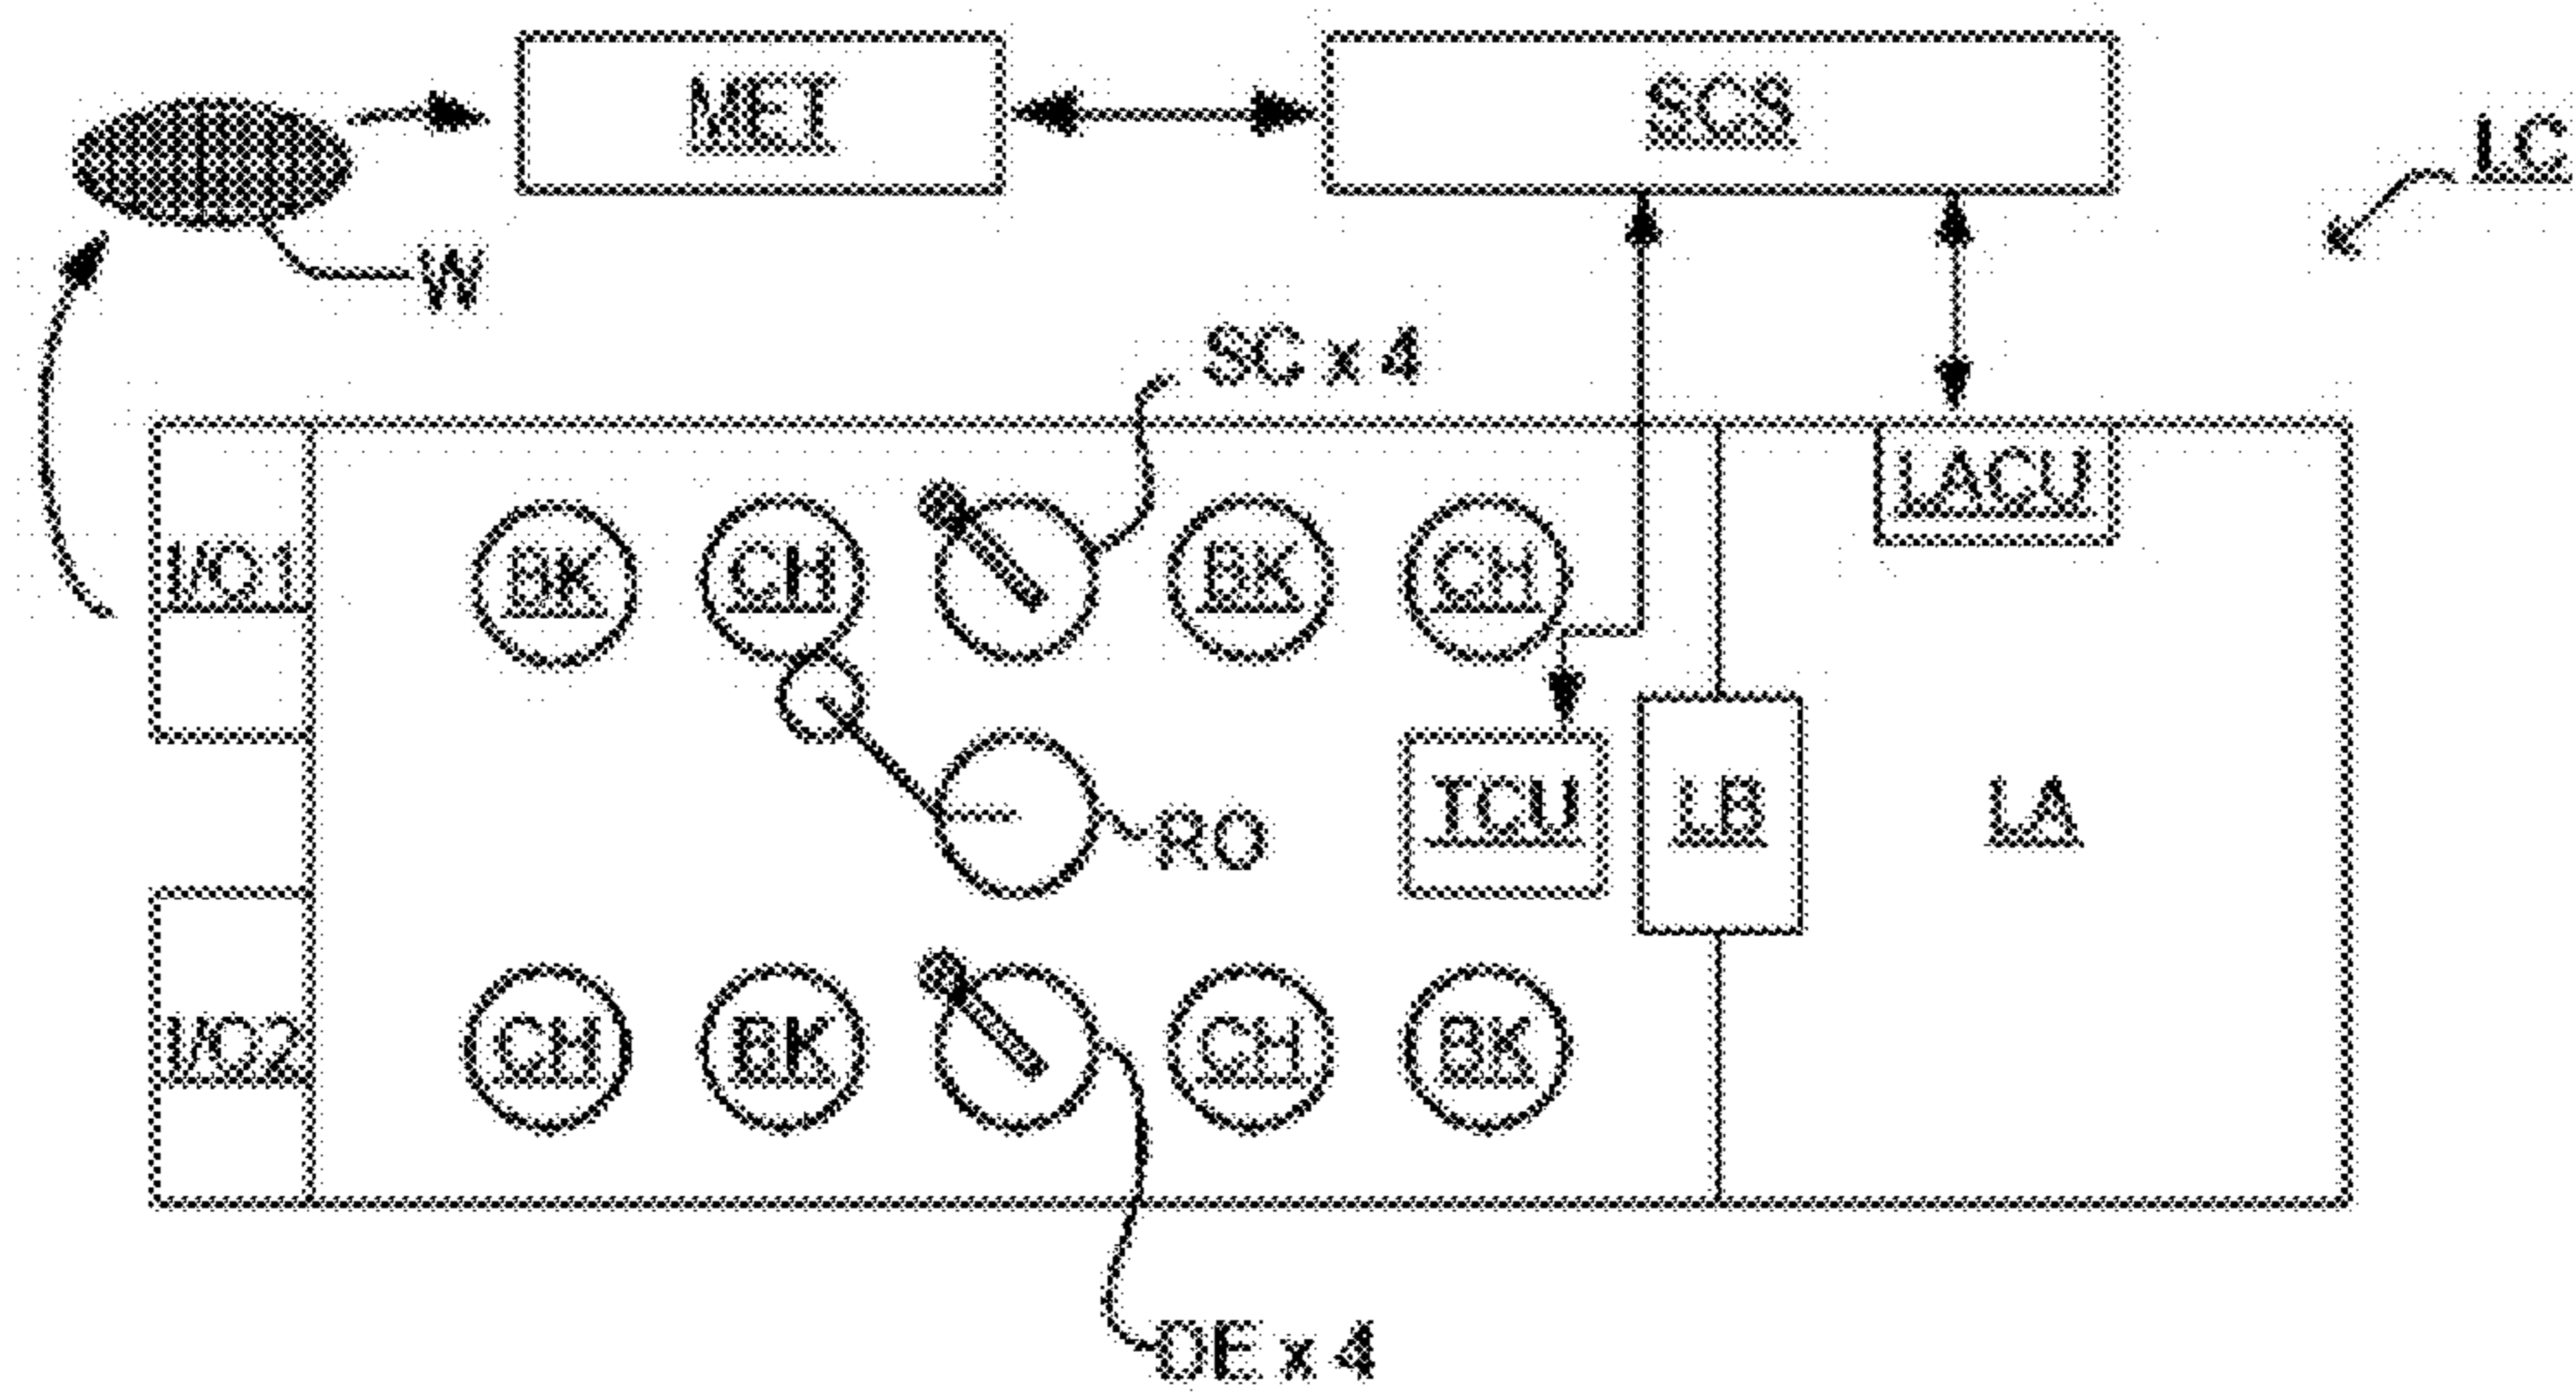 MET
SCS
LC
W
SC x 4
LACU
I/O1
BK
CH
BK
CH
TCU
LB
LA
RO
I/O2
CH
BK
CH
BK
DE x 4